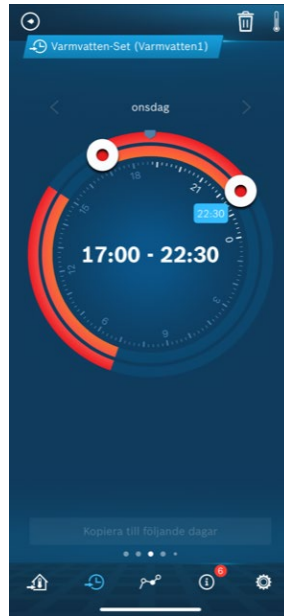 Varmvatten-Set (Varmvatten1)
onsdag
18
21
15
22:30
0
17:00 - 22:30
12
3
9
6
Kopiera till följande dagar
6